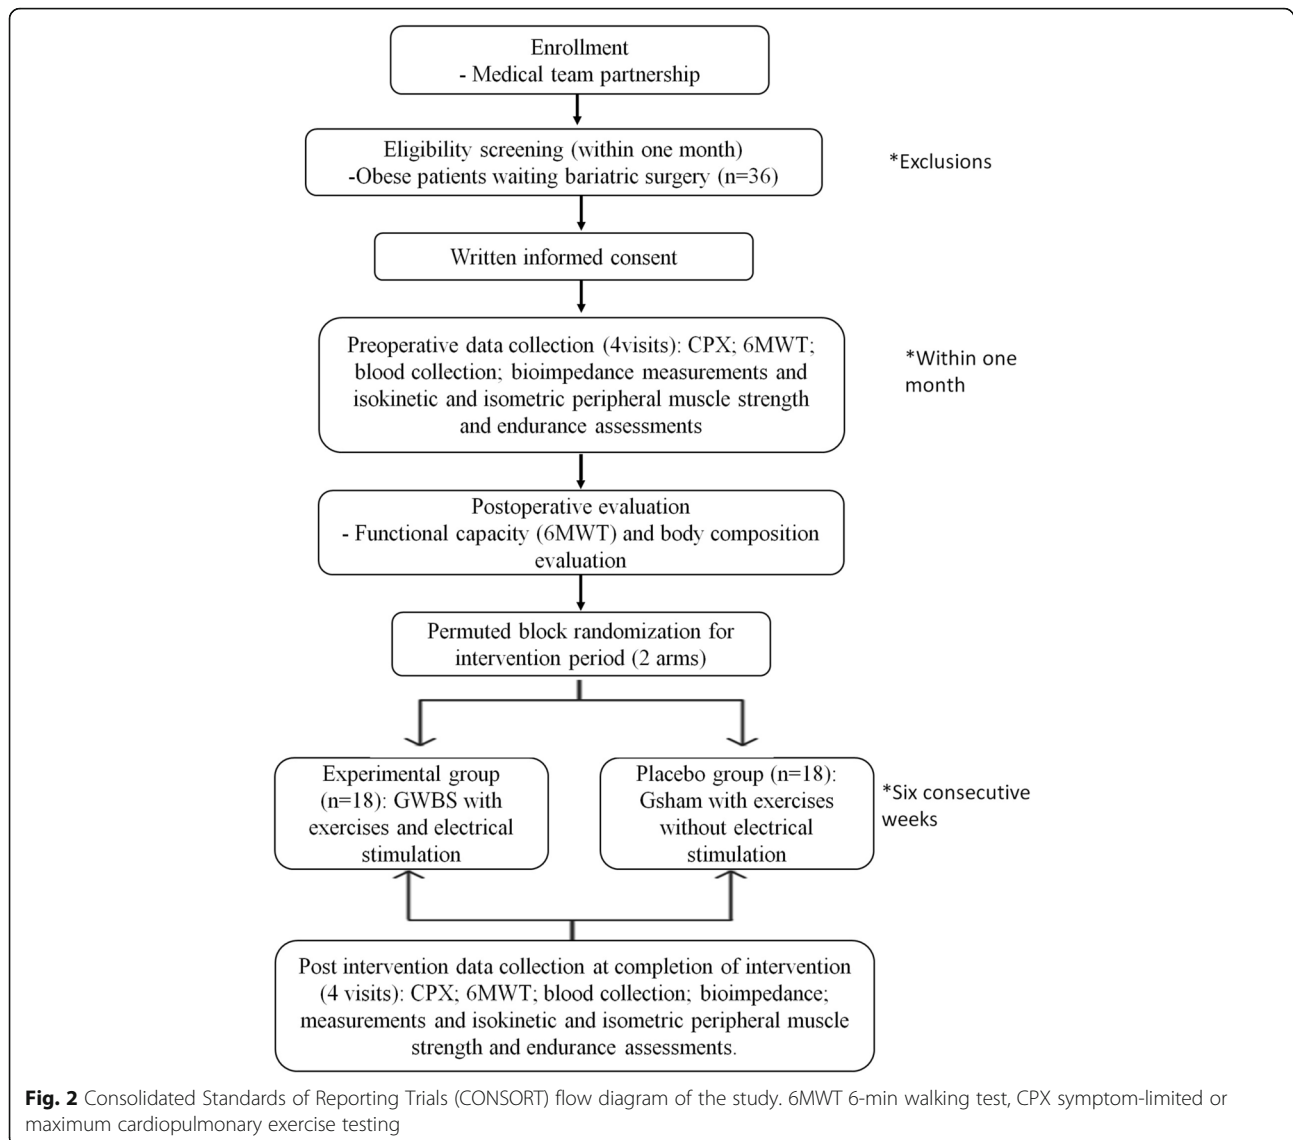 Enrollment
- Medical team partnership
Eligibility screening (within one month)
-Obese patients waiting bariatric surgery (n=36)
*Exclusions
Written informed consent
Preoperative data collection (4visits): CPX; 6MWT;
blood collection; bioimpedance measurements and
isokinetic and isometric peripheral muscle strength
and endurance assessments
*Within one
month
Postoperative evaluation
- Functional capacity (6MWT) and body composition
evaluation
Permuted block randomization for
intervention period (2 arms)
Experimental group
(n=18): GWBS with
exercises and electrical
stimulation
Placebo group (n=18):
Gsham with exercises
without electrical
stimulation
*Six consecutive
weeks
Post intervention data collection at completion of intervention
(4 visits): CPX; 6MWT; blood collection; bioimpedance;
measurements and isokinetic and isometric peripheral muscle
strength and endurance assessments.
Fig. 2 Consolidated Standards of Reporting Trials (CONSORT) flow diagram of the study. 6MWT 6-min walking test, CPX symptom-limited or
maximum cardiopulmonary exercise testing